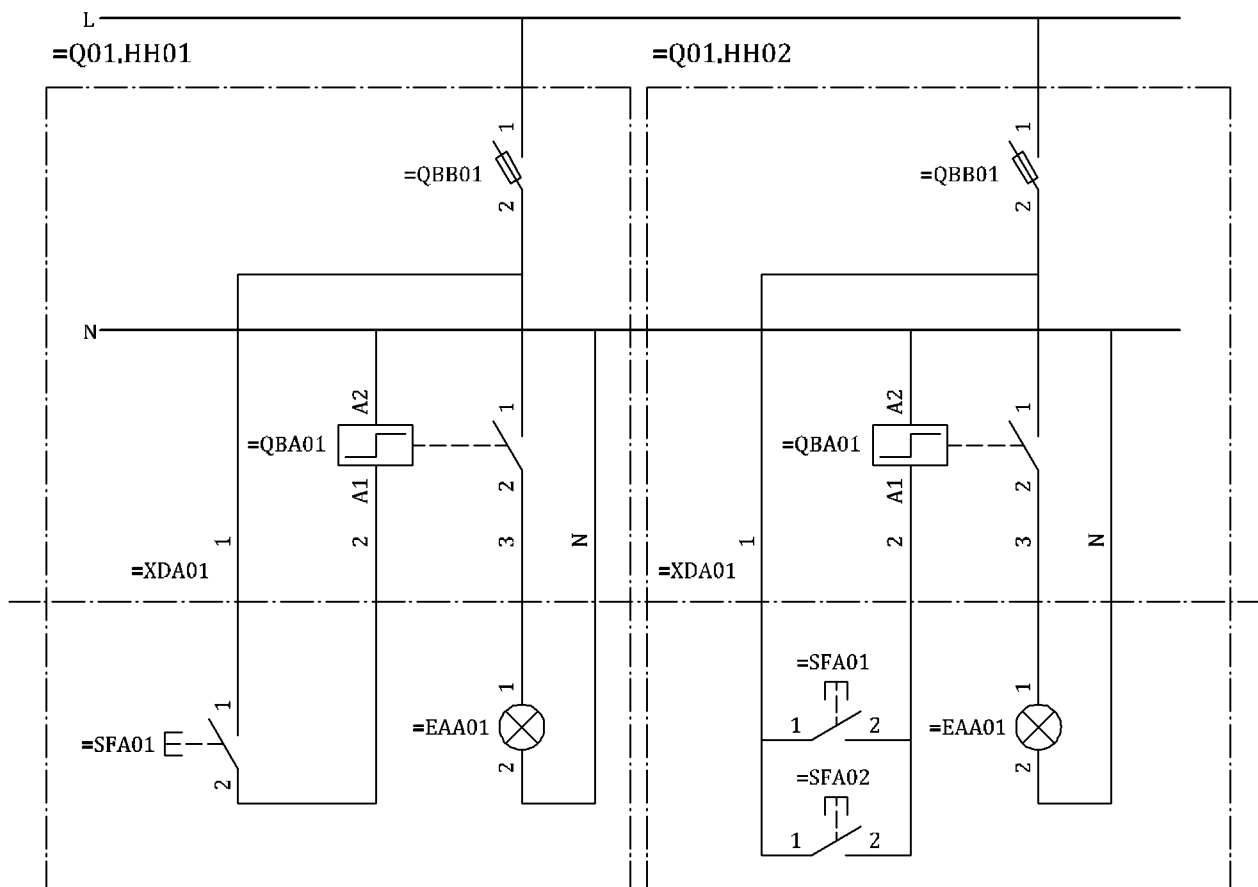 L
=Q01.HH01
=Q01.HH02
1
1
=QBB01
=QBB01
2
2
N
A2
1
A2
1
=QBA01
=QBA01
A1
2
A1
2
1
2
3
N
1
2
3
N
=XDA01
=XDA01
=SFA01
1
1
1
=EAA01
1
2
=EAA01
=SFA01
2
2
2
=SFA02
1
2